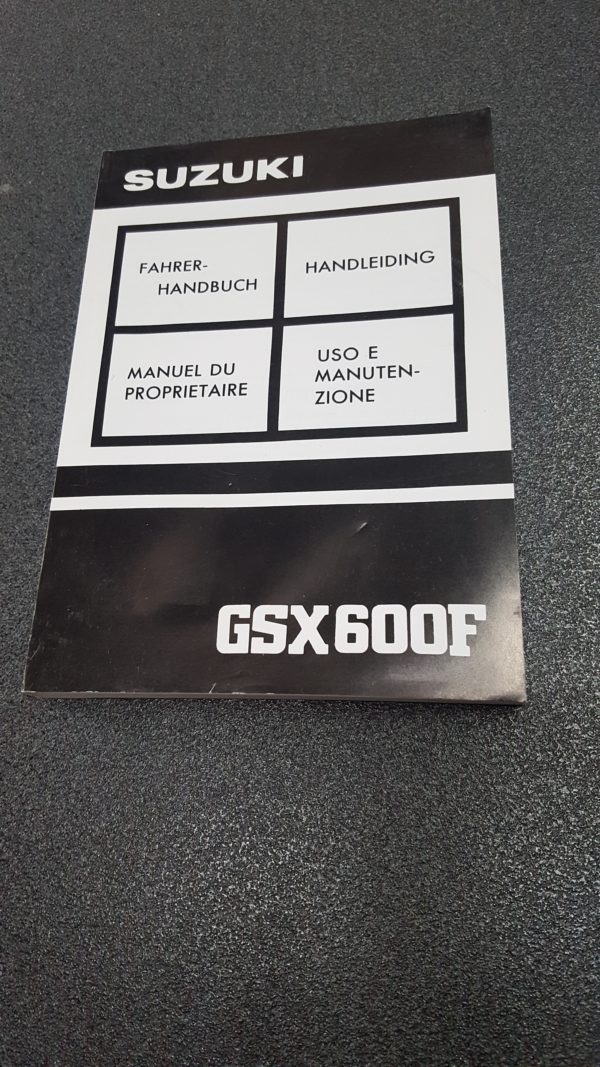 SUZUKI
FAHRER-
HANDBUCH
HANDLEIDING
MANUEL DU
PROPRIETAIRE
USO E
MANUTEN-
ZIONE
GSX600F